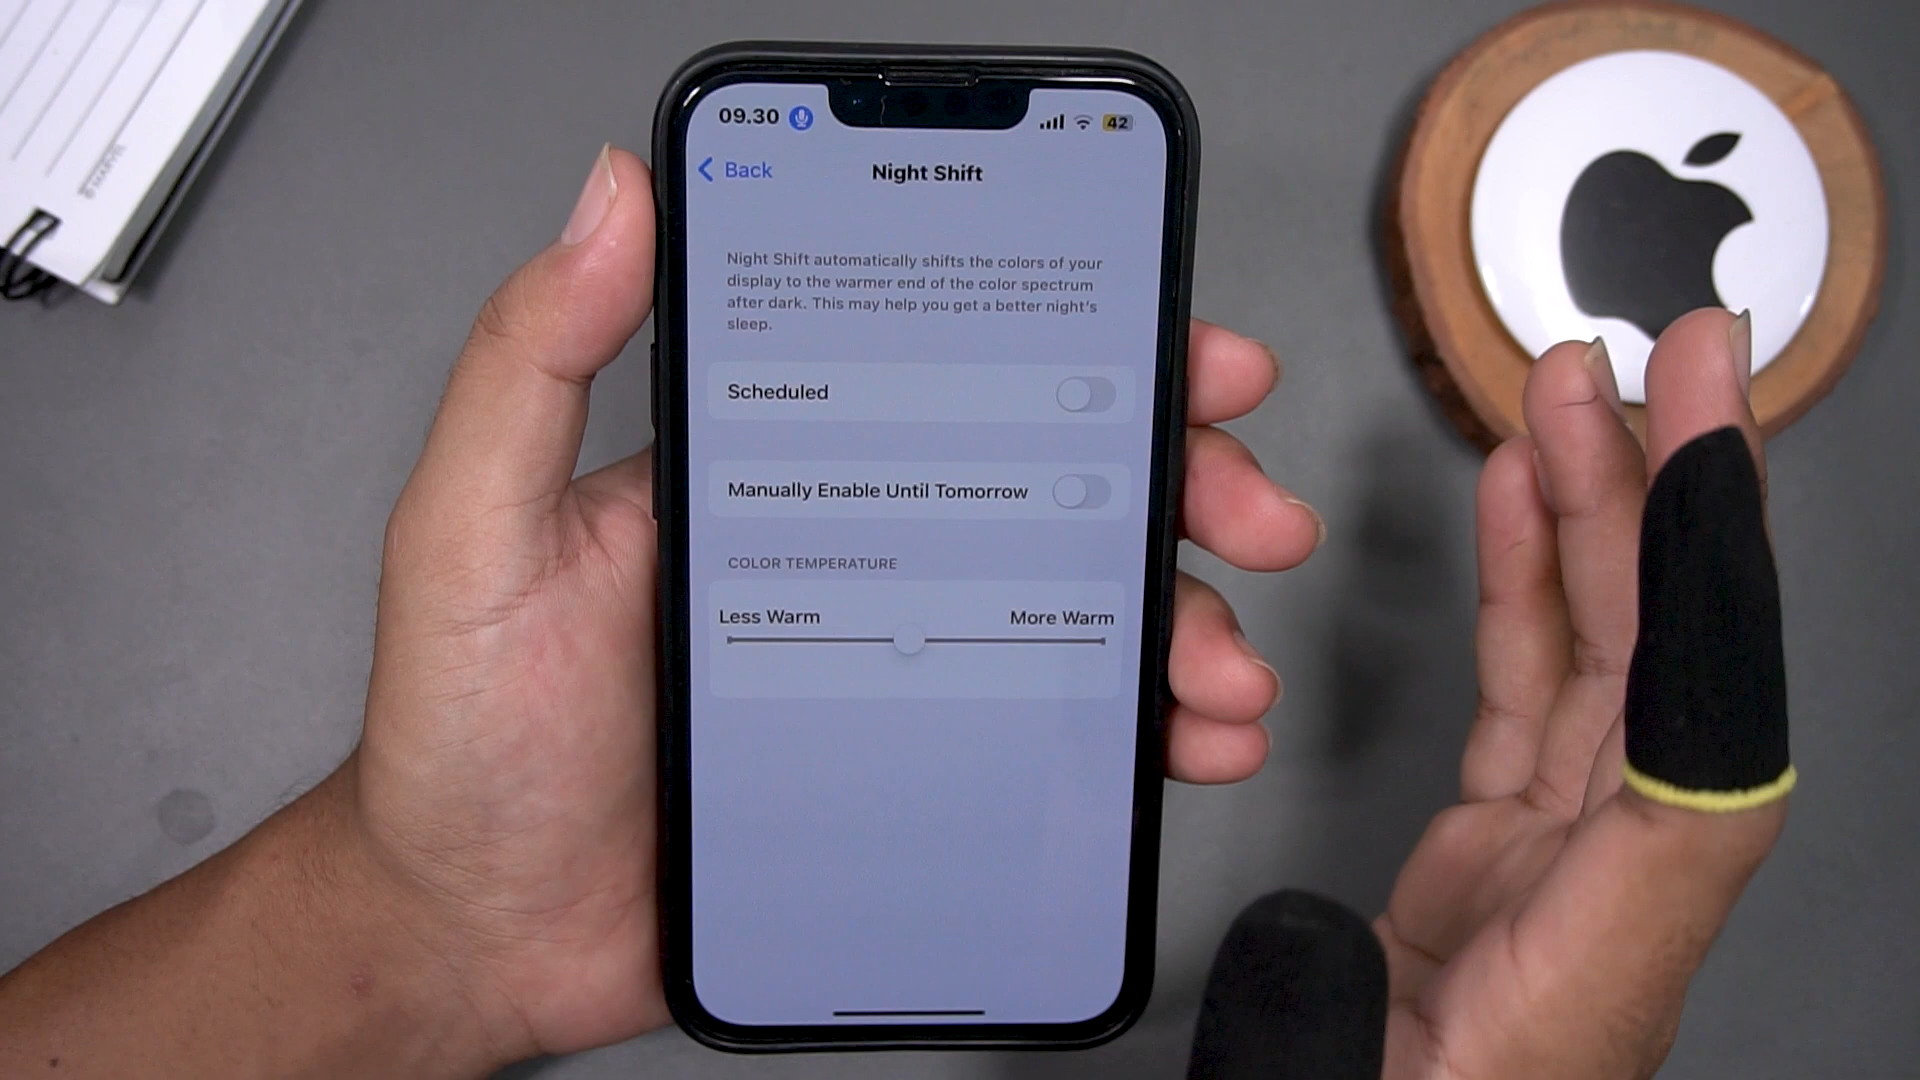 09.30
42
Back
Night Shift
Night Shift automatically shifts the colors of your
display to the warmer end of the color spectrum
after dark. This may help you get a better night's
sleep.
Scheduled
Manually Enable Until Tomorrow
COLOR TEMPERATURE
Less Warm
More Warm